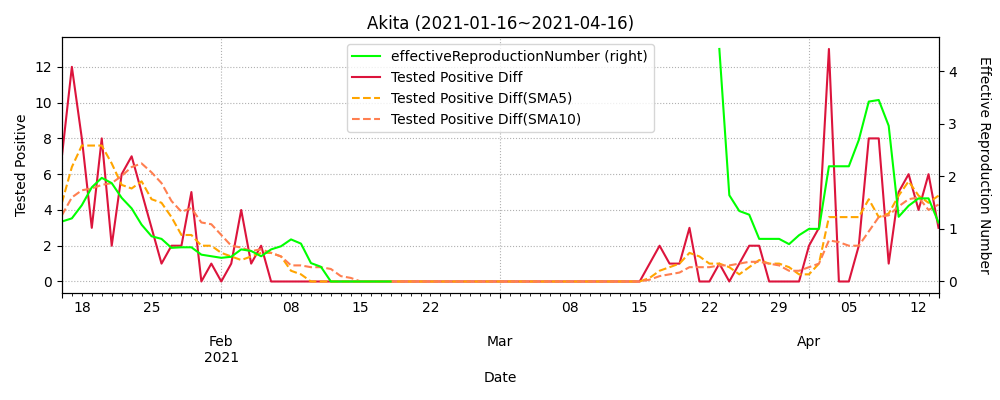 Akita (2021-01-16~2021-04-16)
effectiveReproductionNumber (right)
Tested Positive Diff
Tested Positive Diff(SMA5)
Tested Positive Diff(SMA10)
Tested Positive
12
10
8
6
4
2
0
4
3
2
1
0
Effective Reproduction Number
18 25 08 15 22 08 15 22 29 05 12
Feb Mar Apr
2021
Date